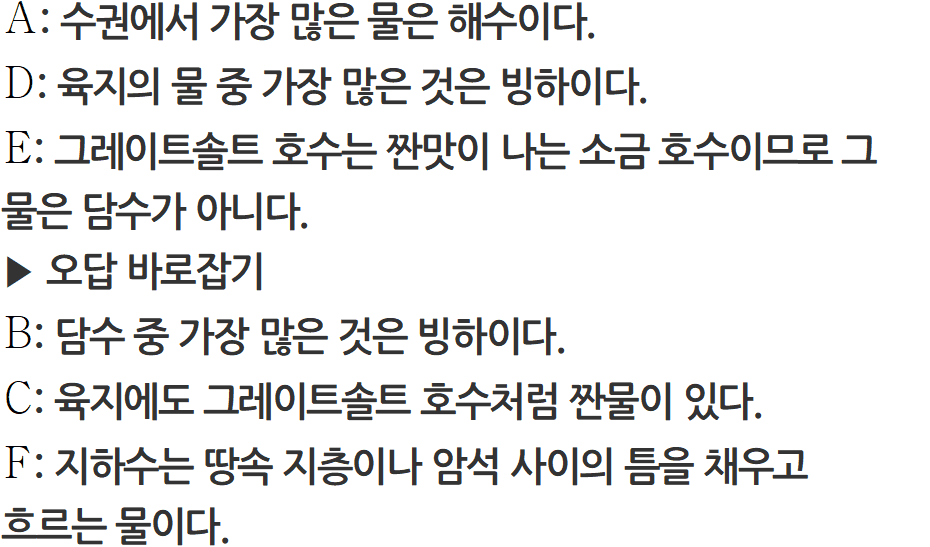 A: 수권에서 가장 많은 물은 해수이다.
D: 육지의 물 중 가장 많은 것은 빙하이다.
E: 그레이트솔트 호수는 짠맛이 나는 소금 호수이므로 그
물은 담수가 아니다.
▶ 오답 바로잡기
B: 담수 중 가장 많은 것은 빙하이다.
C: 육지에도 그레이트솔트 호수처럼 짠물이 있다.
F: 지하수는 땅속 지층이나 암석 사이의 틈을 채우고
흐르는 물이다.